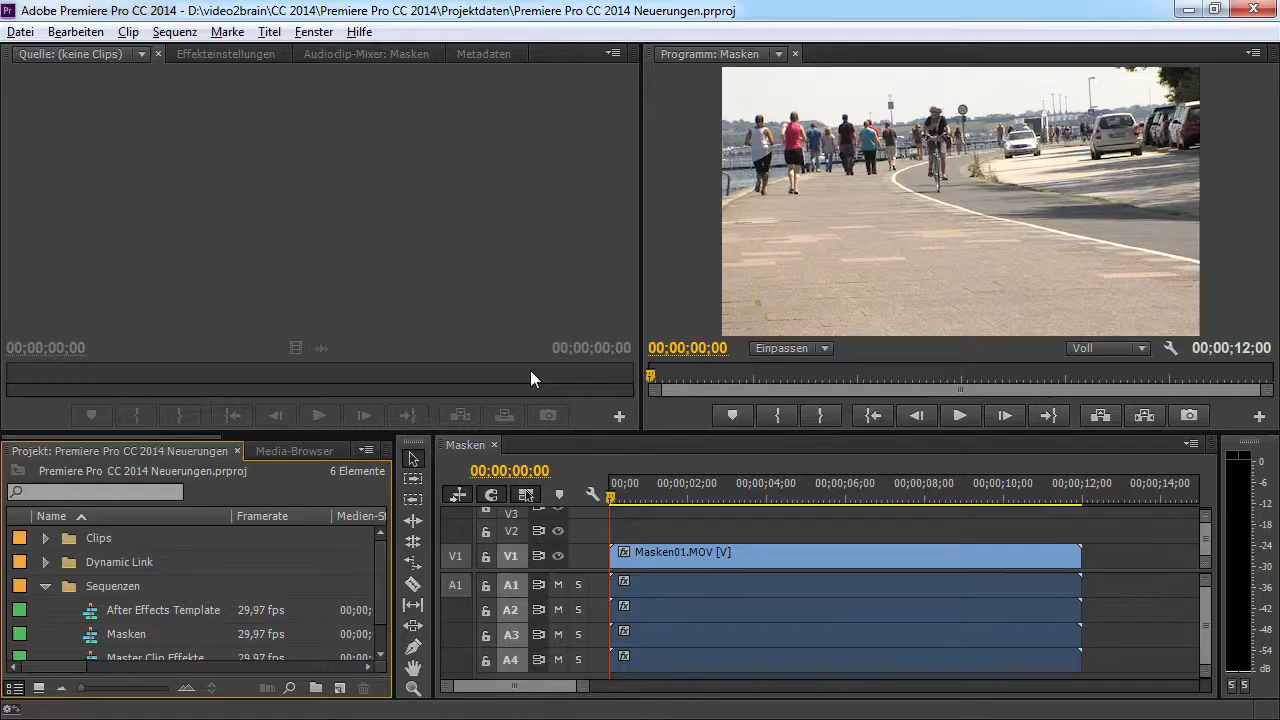 Adobe Premiere Pro CC 2014 - D:\video2brain\CC 2014\Premiere Pro CC 2014\Projektdaten\Premiere Pro CC 2014 Neuerungen.prproj
Datei Bearbeiten Clip Sequenz Marke Titel Fenster Hilfe
Quelle: (keine Clips) Effekteinstellungen Audioclip-Mixer: Masken Metadaten
Programm: Masken
00;00;00;00 00;00;00;00
00;00;00;00 Einpassen Voll 00;00;12;00
Projekt: Premiere Pro CC 2014 Neuerungen Media-Browser
Premiere Pro CC 2014 Neuerungen.prproj 6 Elemente
Name Framerate Medien-S
Clips
Dynamic Link
Sequenzen
After Effects Template 29,97 fps 00;00;
Masken 29,97 fps 00;00;
Master Clip Effekte 29,97 fps 00;00;
Masken
00;00;00;00
00;00 00;00;02;00 00;00;04;00 00;00;06;00 00;00;08;00 00;00;10;00 00;00;12;00 00;00;14;00
V3
V2
V1 V1 Masken01.MOV [V]
A1 A1 M S
A2 M S
A3 M S
A4 M S
0
-6
-12
-18
-24
-30
-36
-42
-48
-54
dB
S S